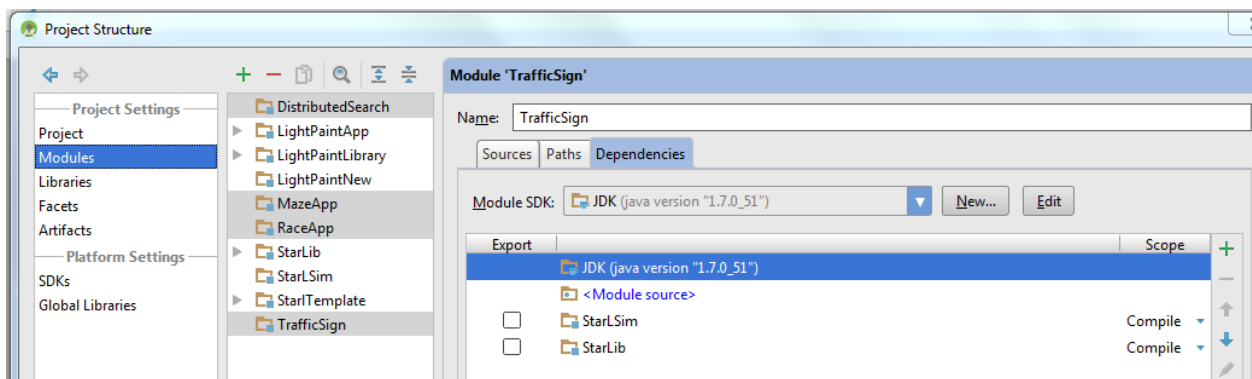 Project Structure
Project Settings
Project
Modules
Libraries
Facets
Artifacts
Platform Settings
SDKs
Global Libraries
DistributedSearch
LightPaintApp
LightPaintLibrary
LightPaintNew
MazeApp
RaceApp
StarLib
StarLSim
StarlTemplate
TrafficSign
Module 'TrafficSign'
Name: TrafficSign
Sources Paths Dependencies
Module SDK: JDK (java version "1.7.0_51") New... Edit
Export Scope
JDK (java version "1.7.0_51")
<Module source>
StarLSim Compile
StarLib Compile